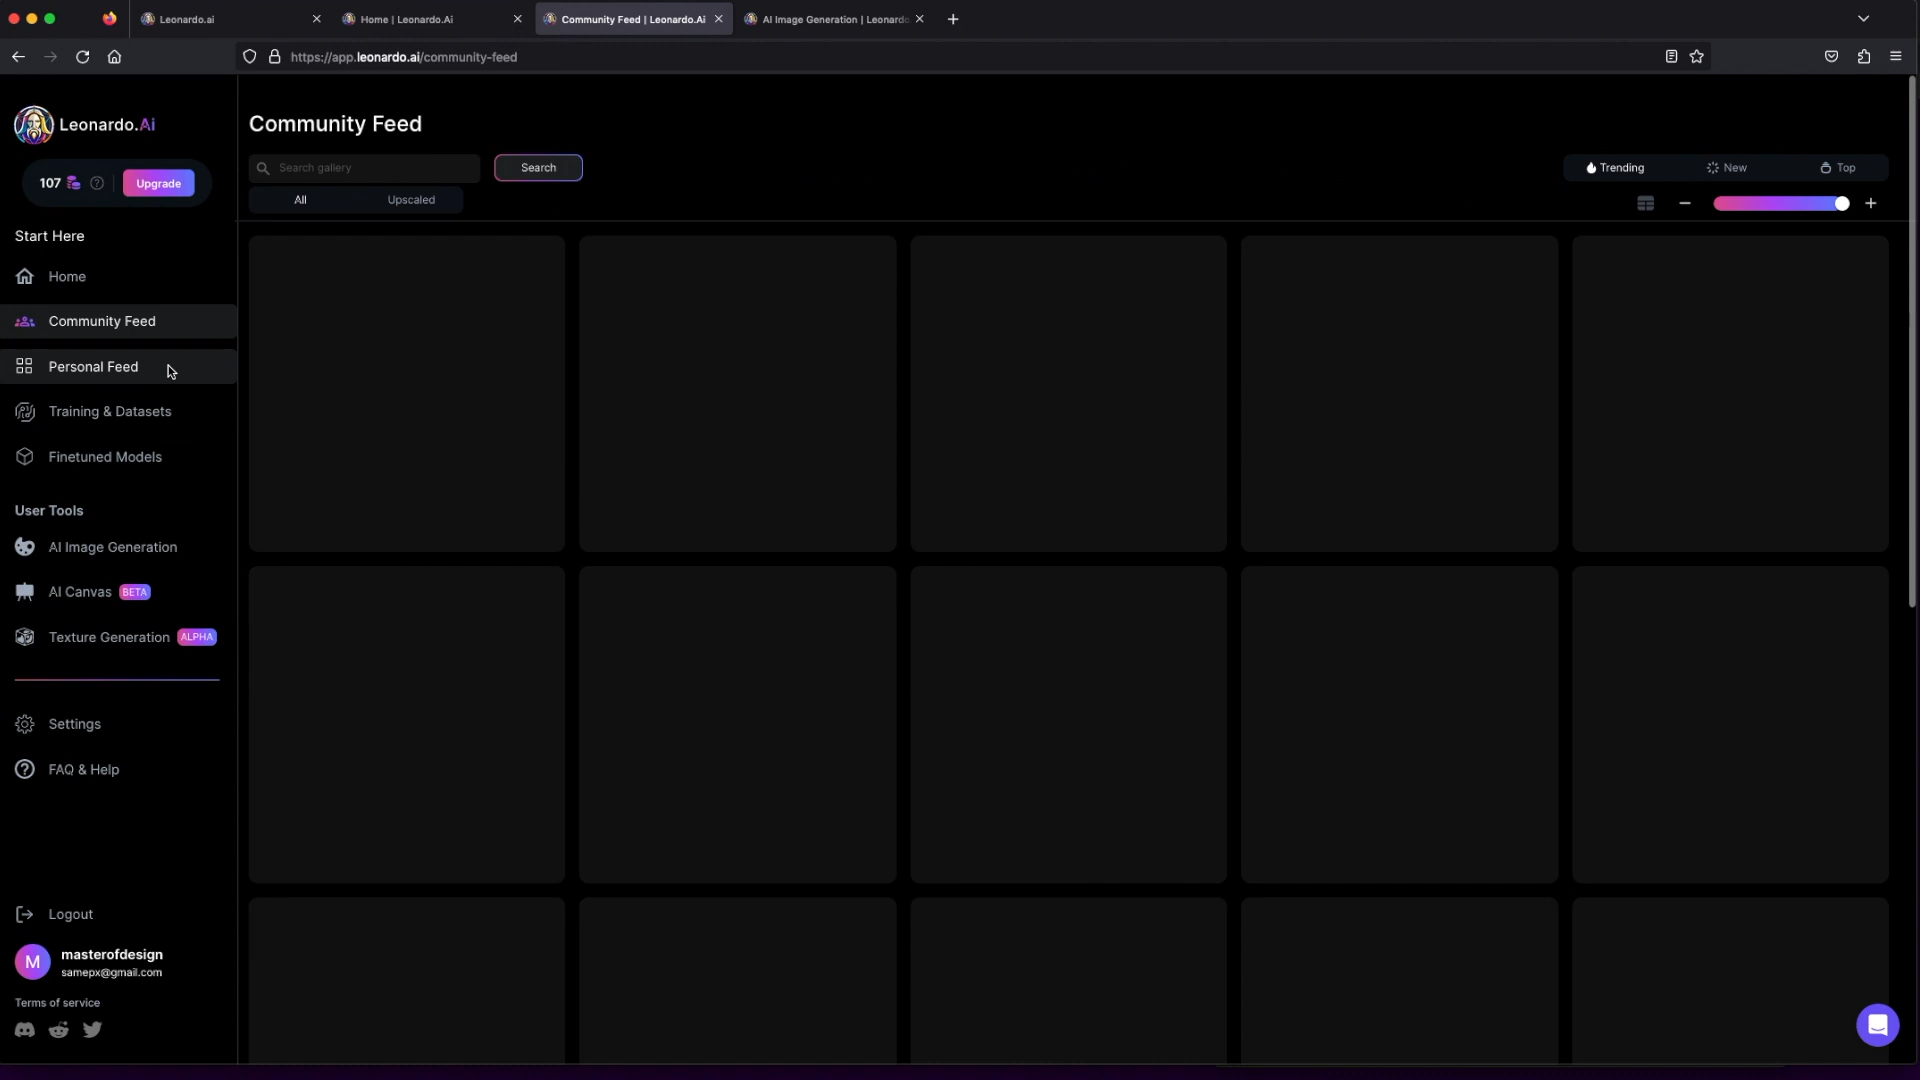 Leonardo.ai
Home | Leonardo.Ai
Community Feed | Leonardo.Ai
AI Image Generation | Leonardo
https://app.leonardo.ai/community-feed
Leonardo.Ai
107
Upgrade
Start Here
Home
Community Feed
Personal Feed
Training & Datasets
Finetuned Models
User Tools
AI Image Generation
AI Canvas BETA
Texture Generation ALPHA
Settings
FAQ & Help
Logout
M
masterofdesign
samepx@gmail.com
Terms of service
Community Feed
Search gallery
Search
All
Upscaled
Trending
New
Top